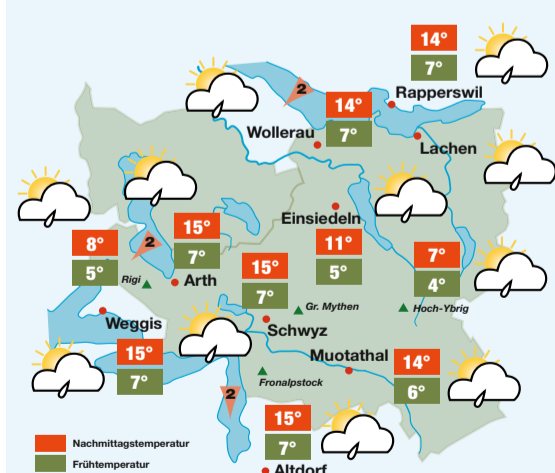 14°
7°
Rapperswil
2
14°
7°
Wollerau
Lachen
Einsiedeln
11°
5°
15°
7°
Arth
2
8°
5°
Rigi
15°
7°
Schwyz
Gr. Mythen
7°
4°
Hoch-Ybrig
Weggis
15°
7°
Muotathal
14°
6°
Fronalpstock
2
15°
7°
Altdorf
Nachmittagstemperatur
Frühtemperatur